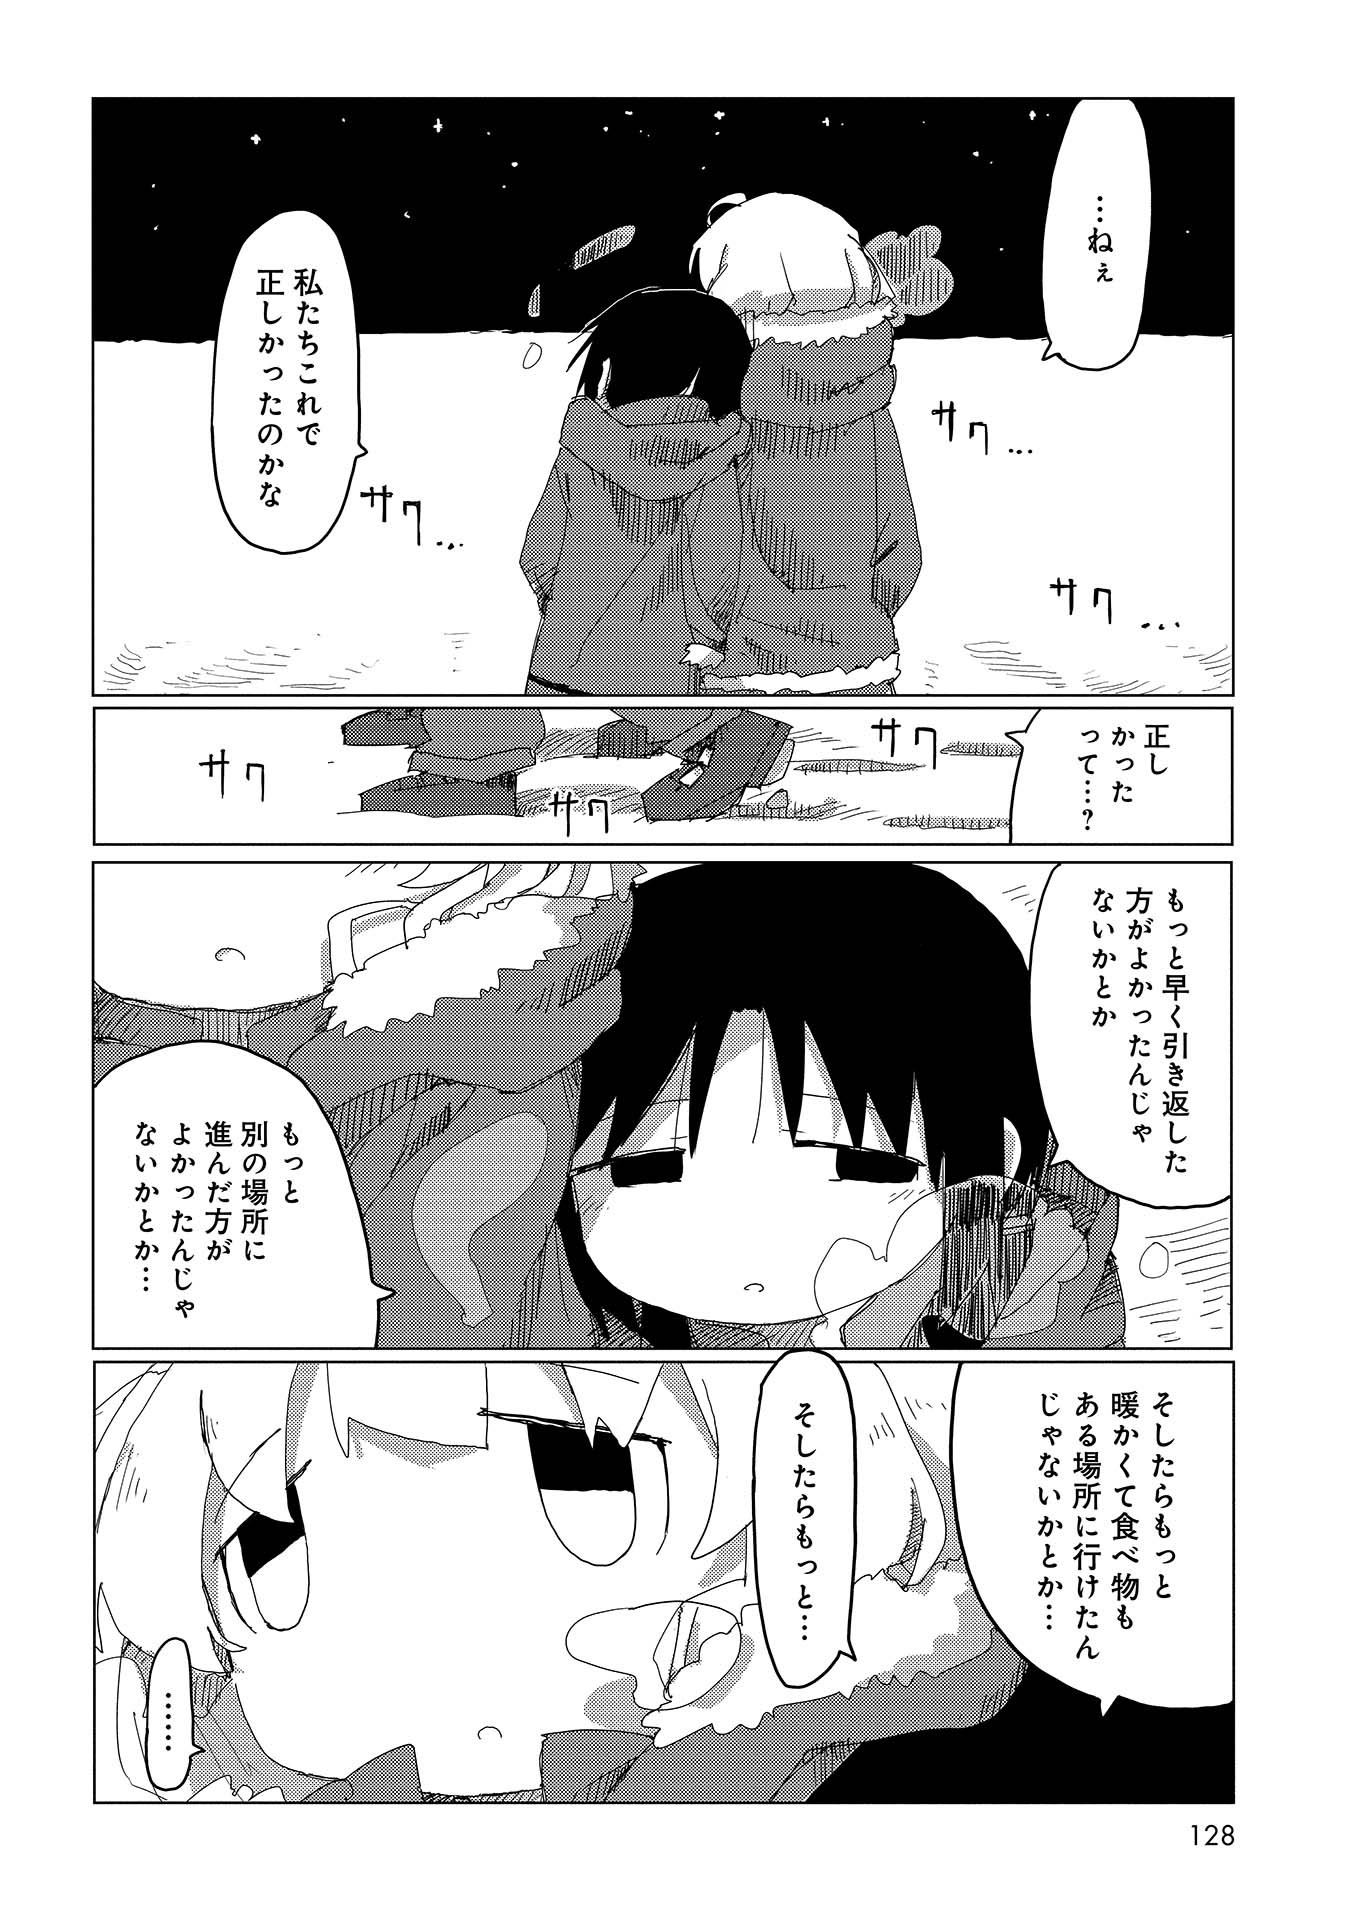 …ねぇ
私たちこれで
正しかったのかな
サク…
サク…
サク…
正し
かった
って…?
サク
サク
サク
もっと早く引き返した
方がよかったんじゃ
ないかとか
もっと
別の場所に
進んだ方が
よかったんじゃ
ないかとか…
そしたらもっと
暖かくて食べ物も
ある場所に行けたん
じゃないかとか…
そしたらもっと…
……
128